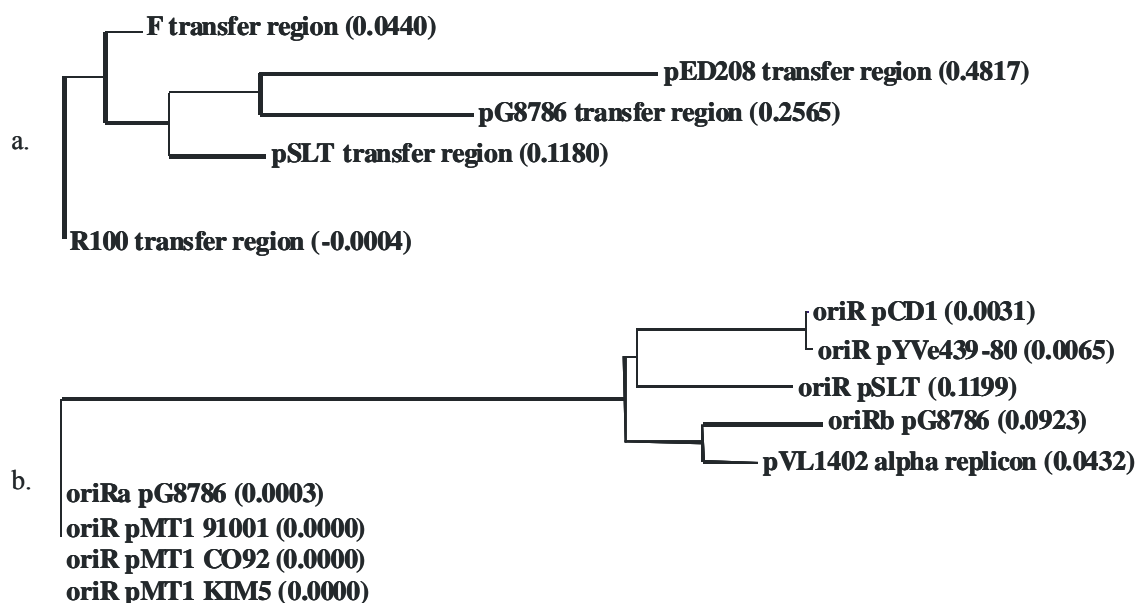 F transfer region (0.0440)
pED208 transfer region (0.4817)
pG8786 transfer region (0.2565)
a.
pSLT transfer region (0.1180)
R100 transfer region (-0.0004)
oriR pCD1 (0.0031)
oriR pYVe439-80 (0.0065)
oriR pSLT (0.1199)
oriRb pG8786 (0.0923)
pVL1402 alpha replicon (0.0432)
b.
oriRa pG8786 (0.0003)
oriR pMT1 91001 (0.0000)
oriR pMT1 CO92 (0.0000)
oriR pMT1 KIM5 (0.0000)